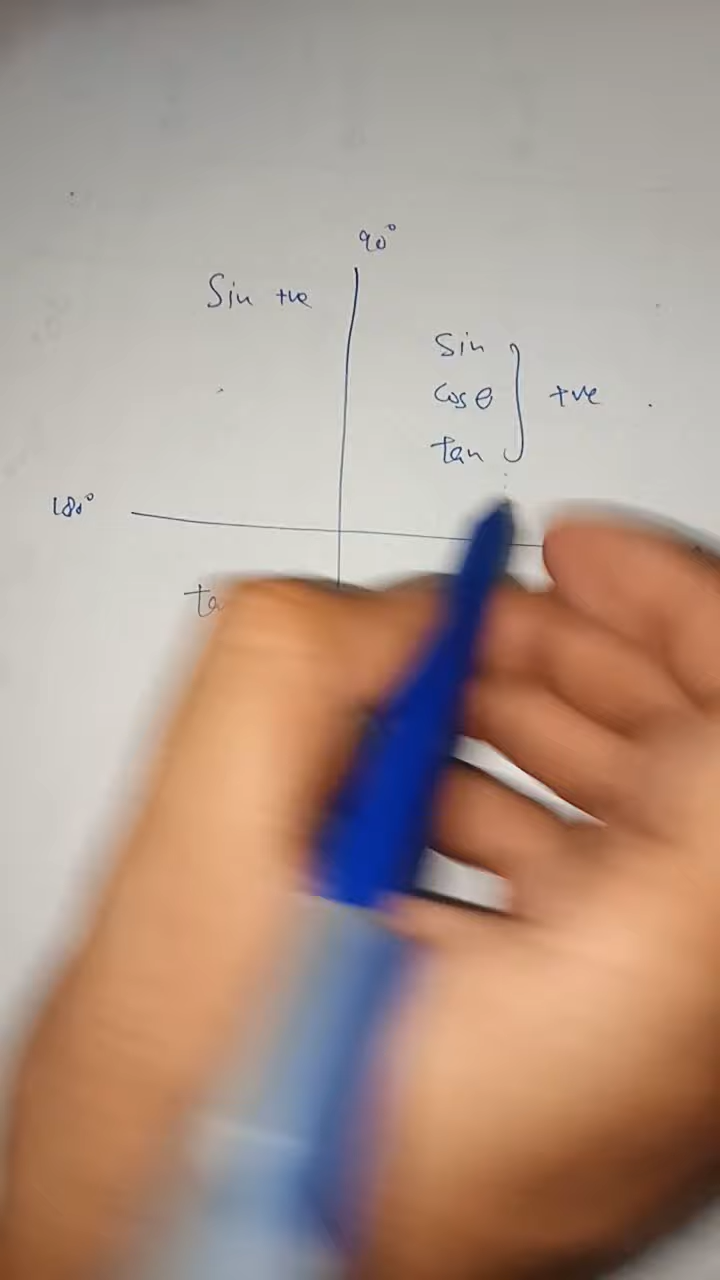 90°
Sin +ve
Sin
Cos θ +ve
tan
180°